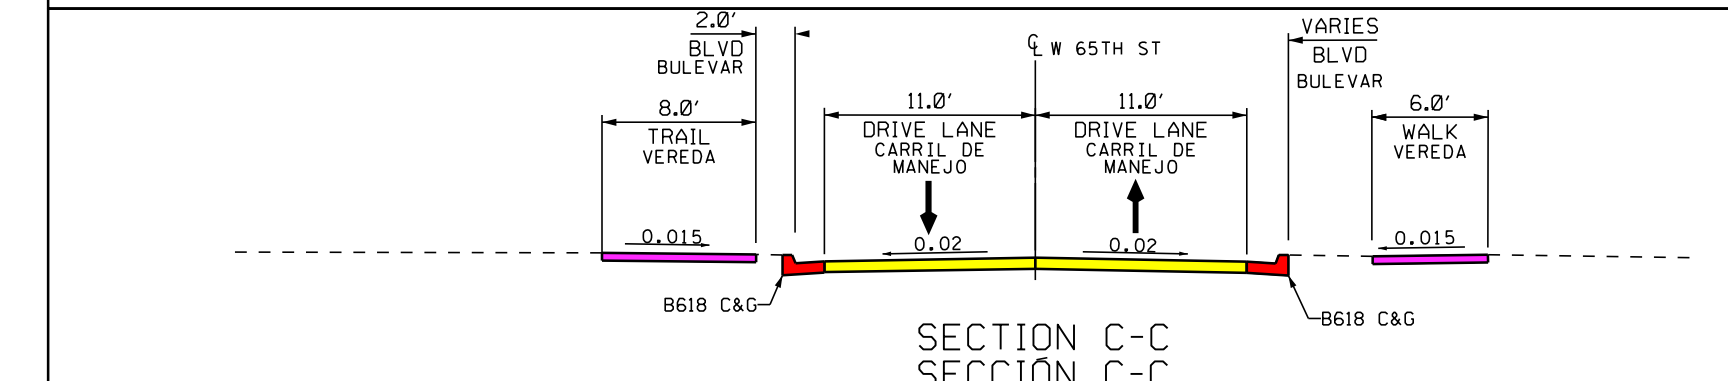 2.0'
BLVD
BULEVAR
8.0'
TRAIL
VEREDA
0.015
B618 C&G
11.0'
DRIVE LANE
CARRIL DE
MANEJO
0.02
℄ W 65TH ST
11.0'
DRIVE LANE
CARRIL DE
MANEJO
0.02
VARIES
BLVD
BULEVAR
6.0'
WALK
VEREDA
0.015
B618 C&G
SECTION C-C
SECCIÓN C-C